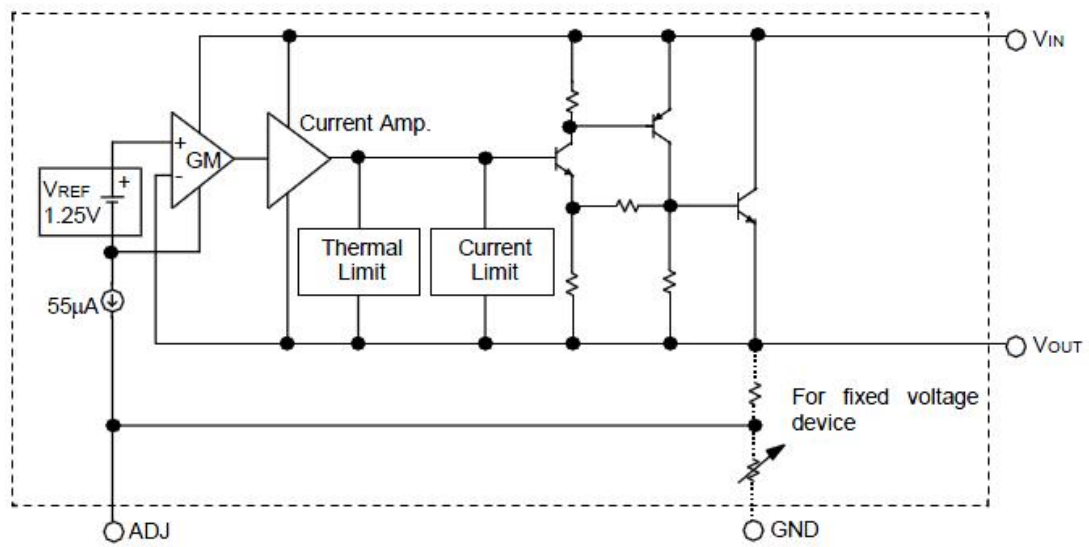 VIN
Current Amp.
+
GM
-
+
VREF
1.25V
Thermal
Limit
Current
Limit
55μA
VOUT
For fixed voltage
device
ADJ
GND